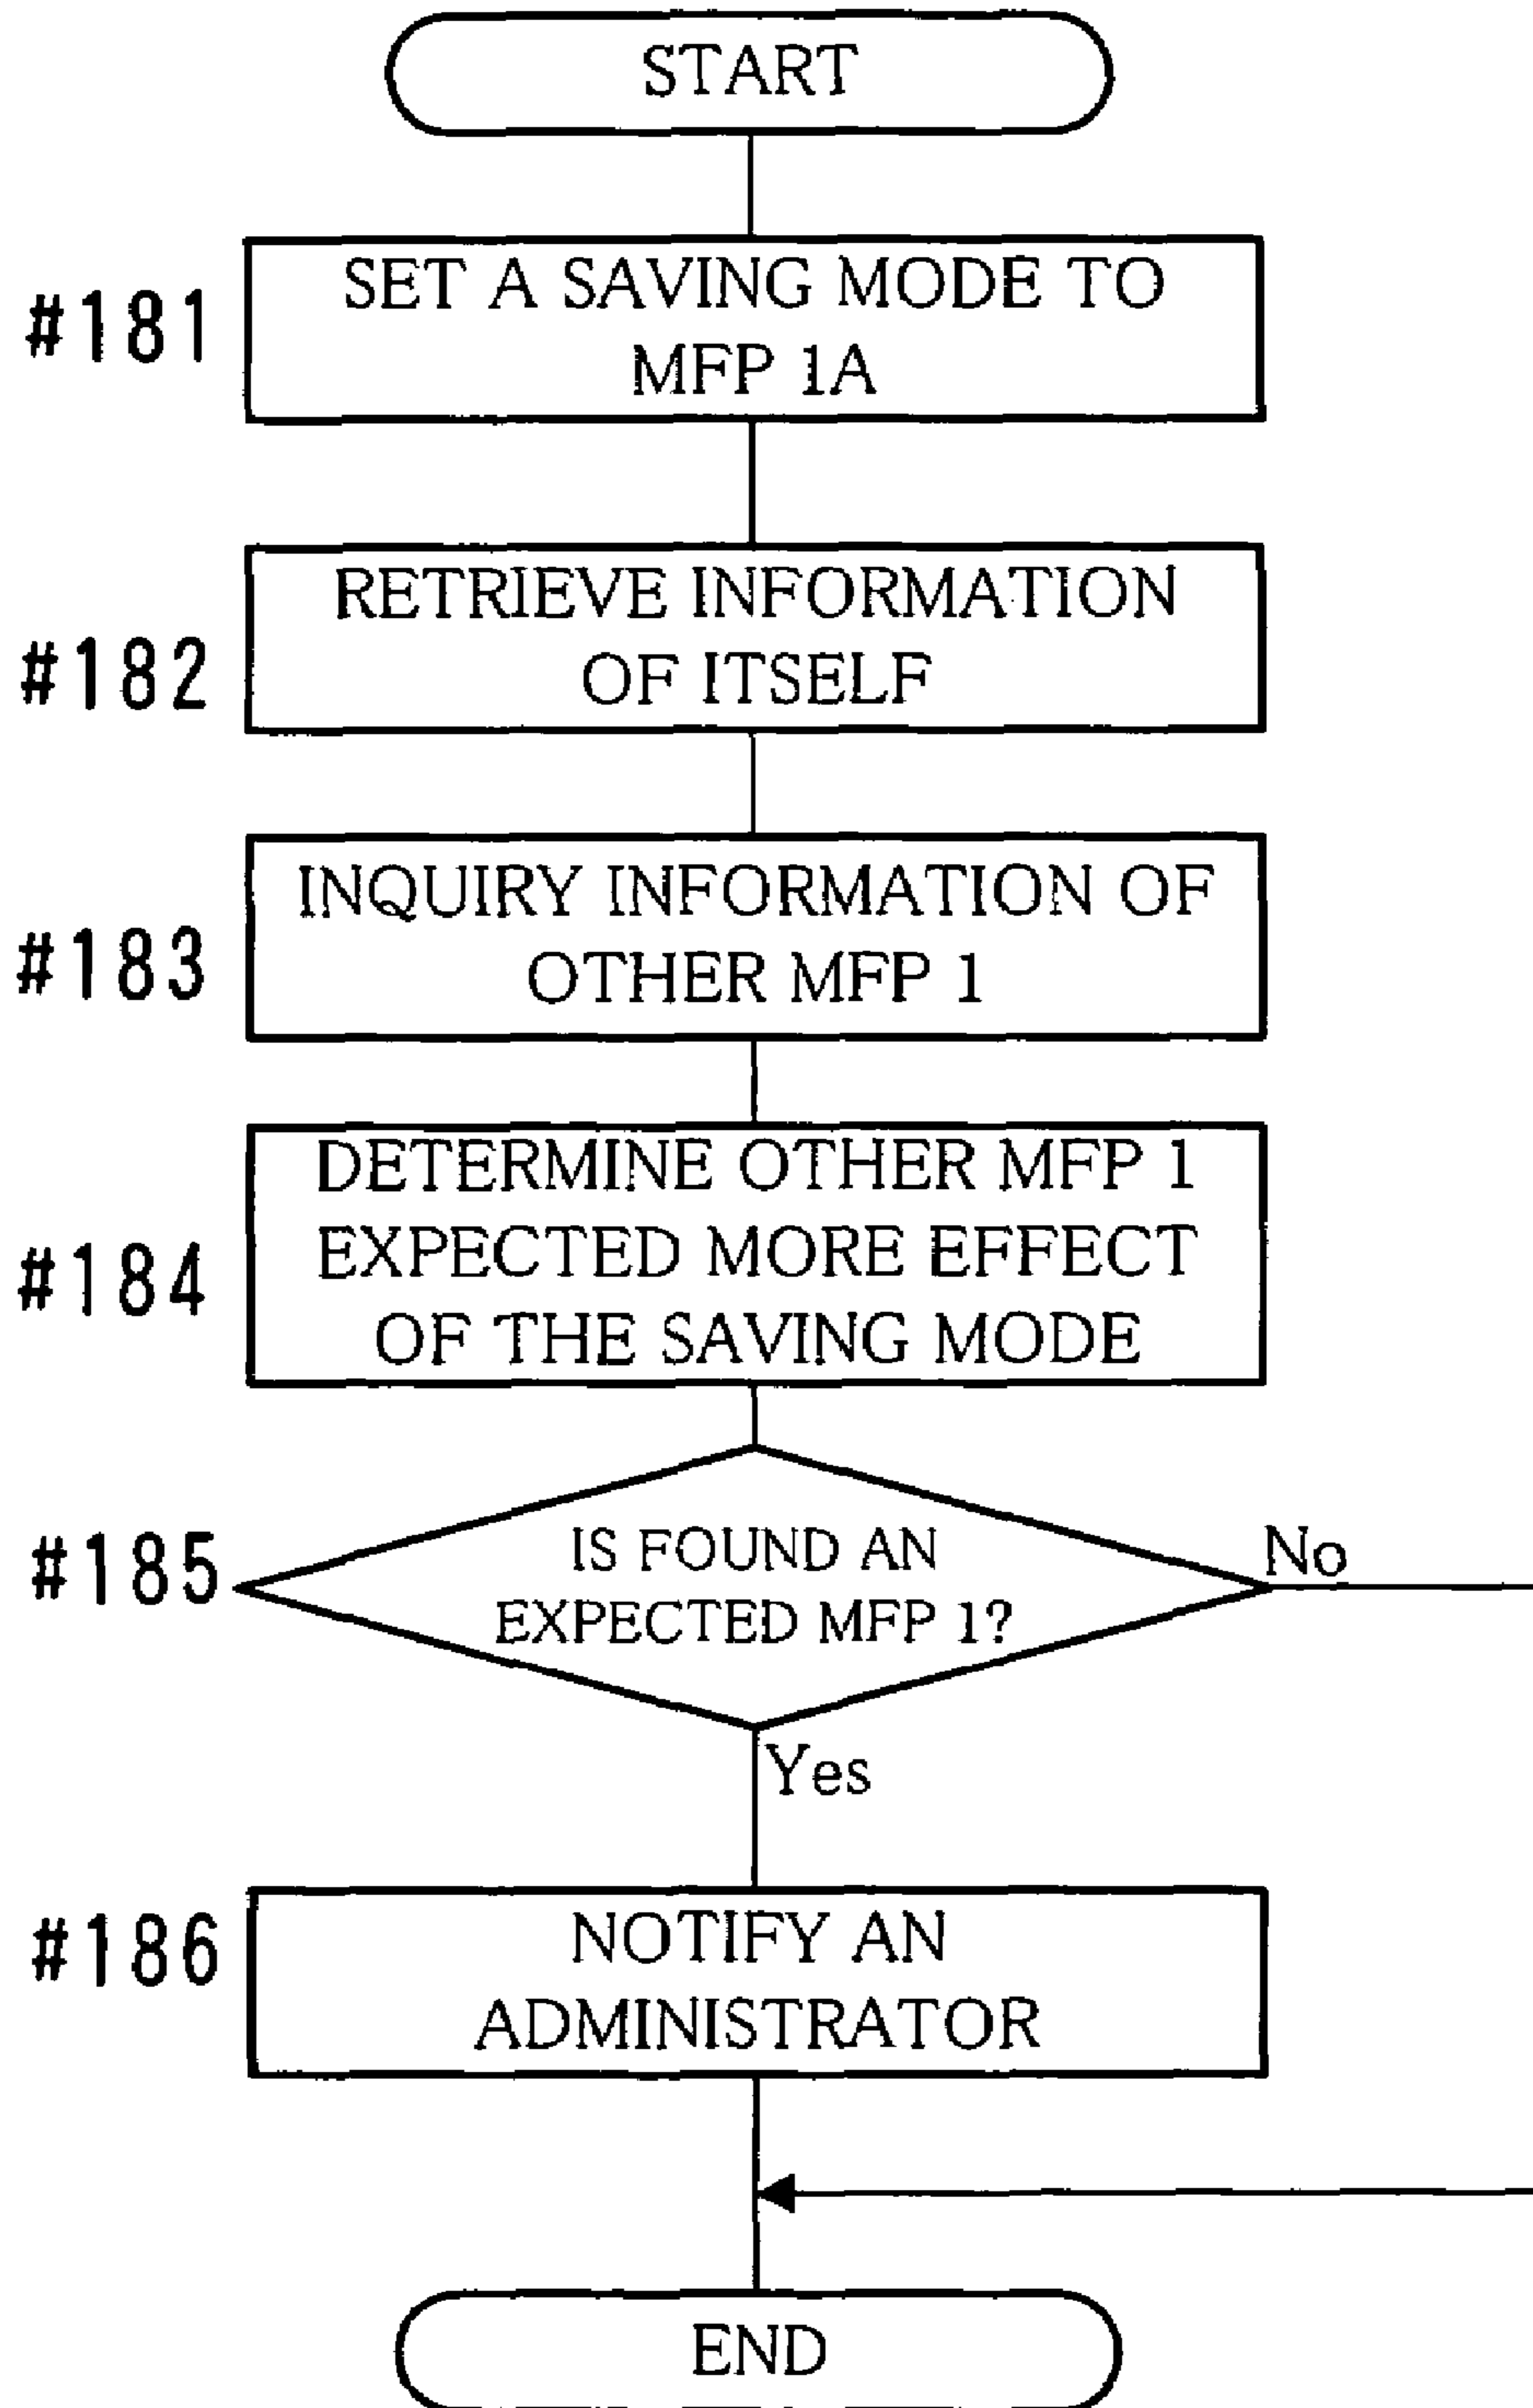 START
#181
SET A SAVING MODE TO
MFP 1A
#182
RETRIEVE INFORMATION
OF ITSELF
#183
INQUIRY INFORMATION OF
OTHER MFP 1
#184
DETERMINE OTHER MFP 1
EXPECTED MORE EFFECT
OF THE SAVING MODE
#185
IS FOUND AN
EXPECTED MFP 1?
No
Yes
#186
NOTIFY AN
ADMINISTRATOR
END